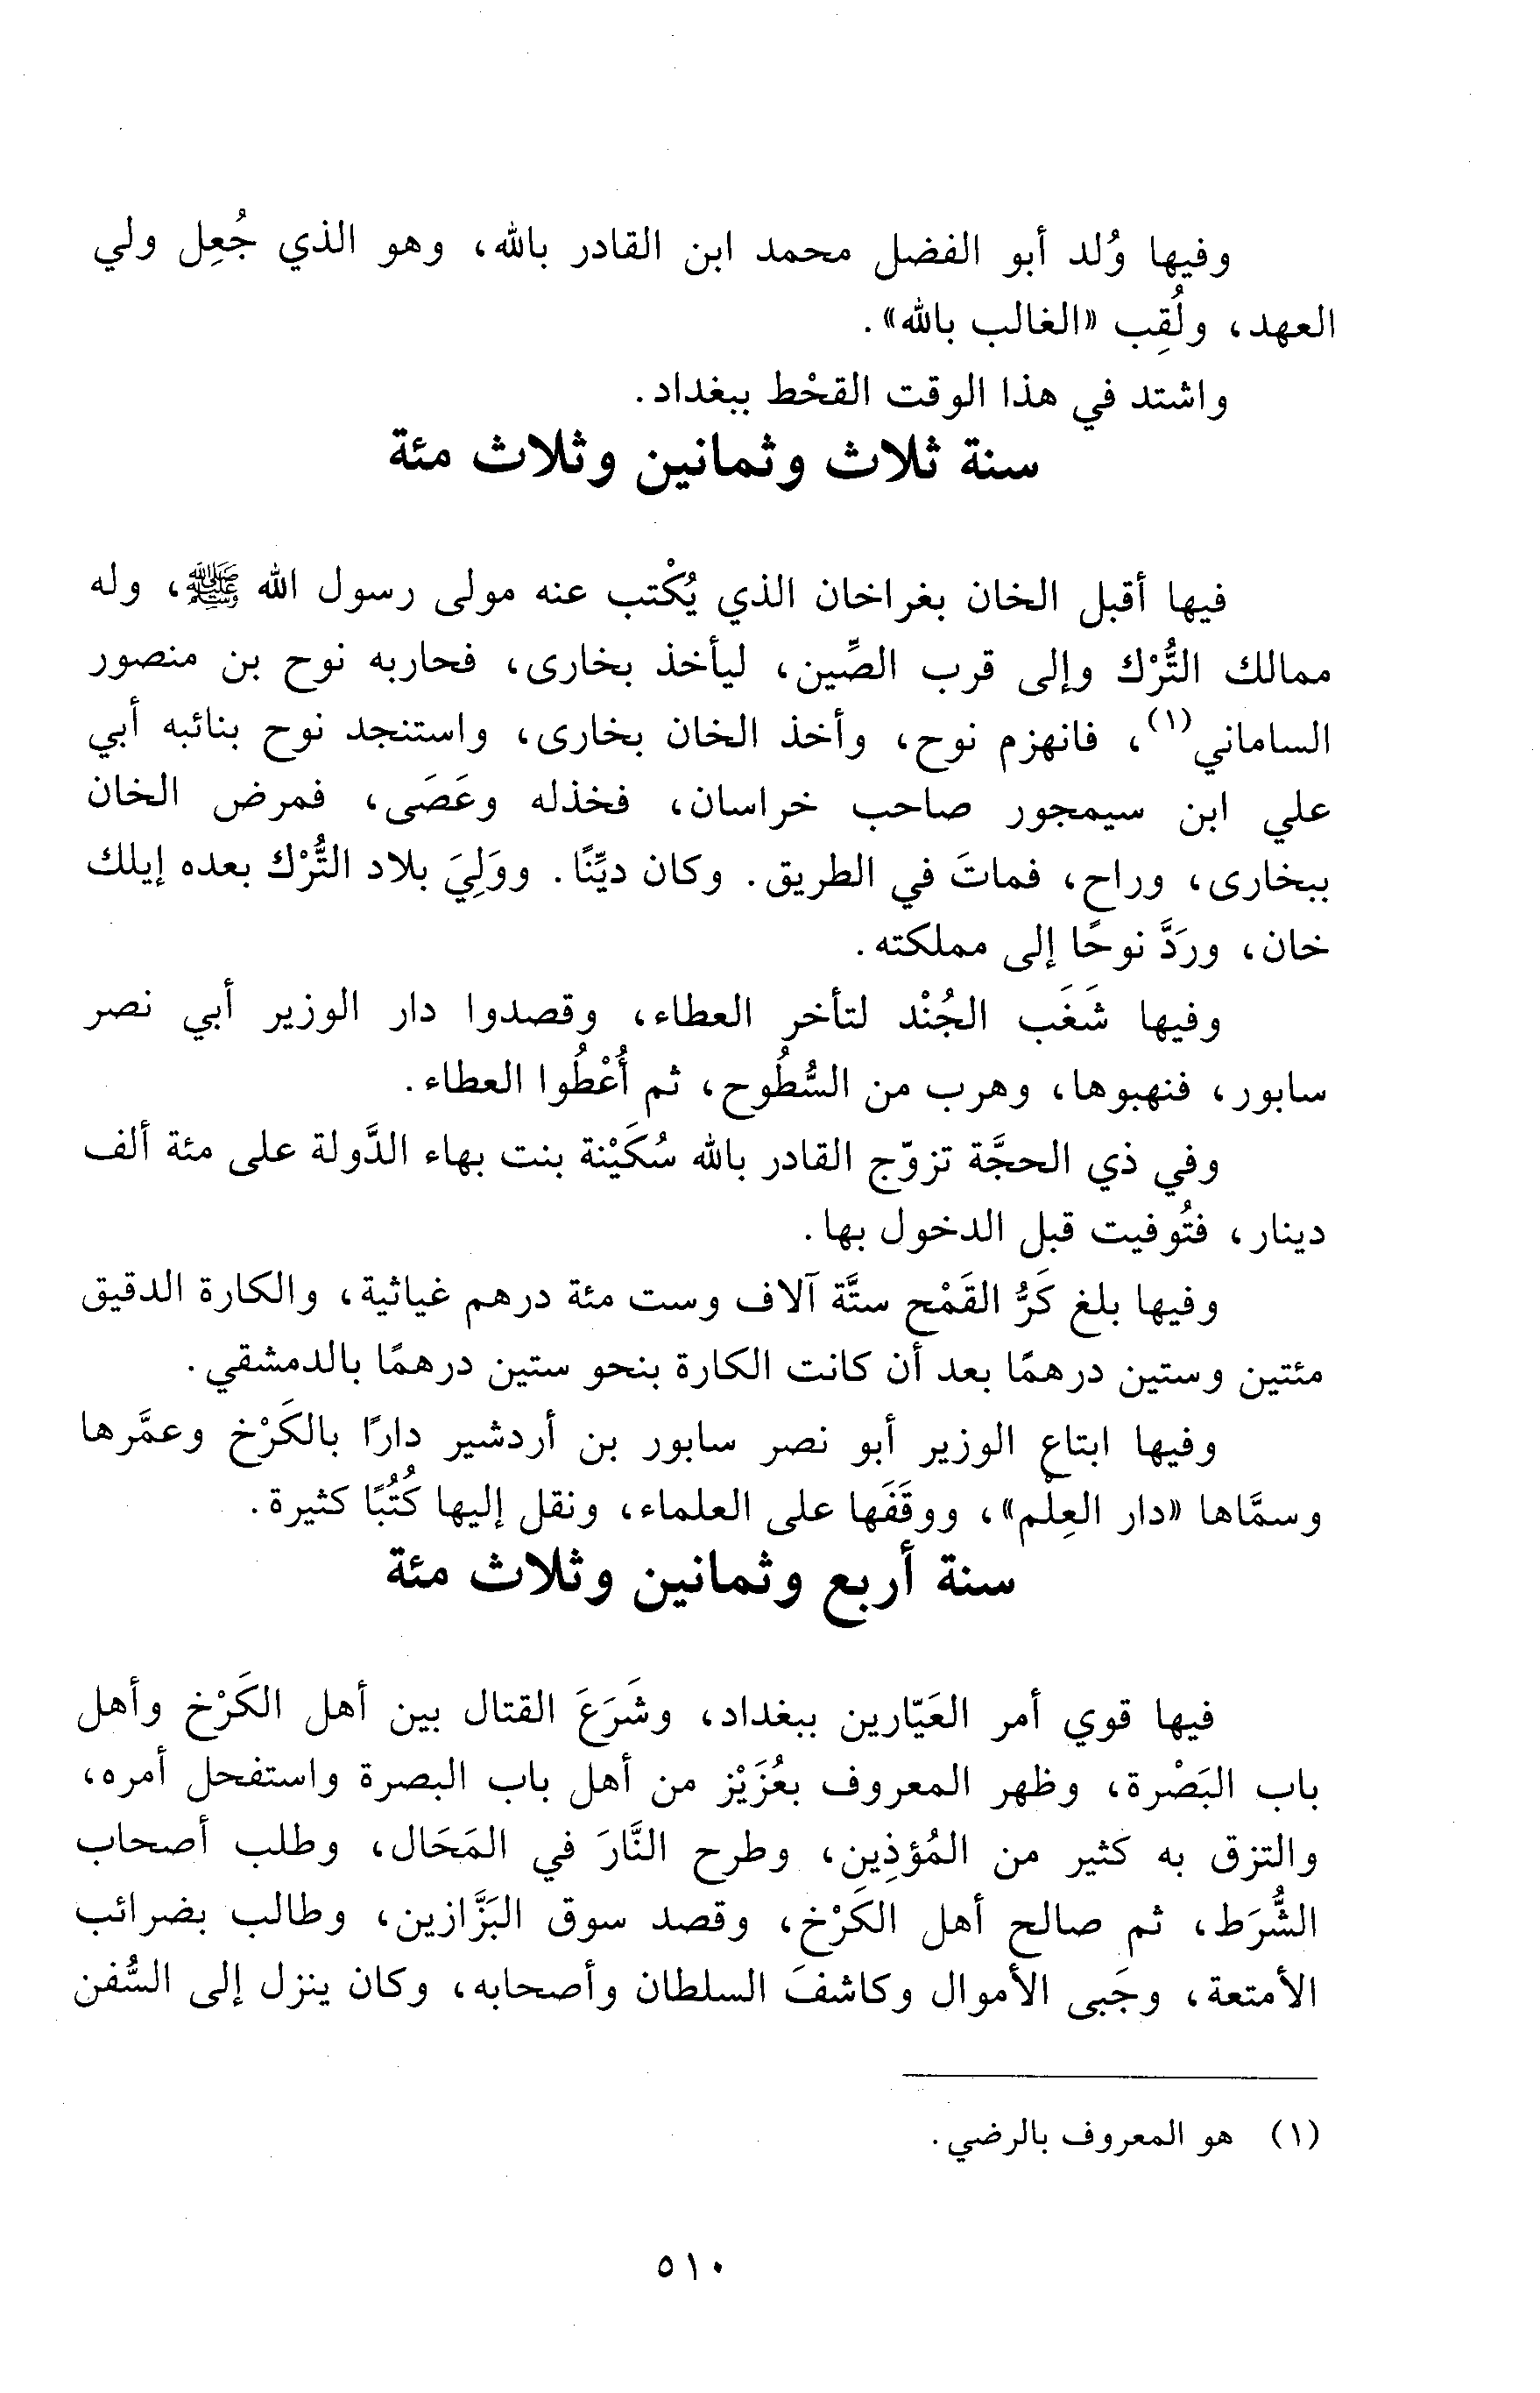 وفيها وُلد أبو الفضل محمد ابن القادر بالله، وهو الذي جُعِل ولي
العهد، ولُقِب «الغالب بالله».
واشتد في هذا الوقت القحْط ببغداد.
سنة ثلاث وثمانين وثلاث مئة
فيها أقبل الخان بغراخان الذي يُكْتب عنه مولى رسول الله ﷺ، وله
ممالك التُّرْك وإلى قرب الصِّين، ليأخذ بخارى، فحاربه نوح بن منصور
الساماني(١)، فانهزم نوح، وأخذ الخان بخارى، واستنجد نوح بنائبه أبي
علي ابن سيمجور صاحب خراسان، فخذله وعَصَى، فمرض الخان
ببخارى، وراح، فماتَ في الطريق. وكان ديِّنًا. ووَلِيَ بلاد التُّرْك بعده إيلك
خان، وردَّ نوحًا إلى مملكته.
وفيها شَغَب الجُنْد لتأخر العطاء، وقصدوا دار الوزير أبي نصر
سابور، فنهبوها، وهرب من السُّطُوح، ثم أُعْطُوا العطاء.
وفي ذي الحجَّة تزوّج القادر بالله سُكَيْنة بنت بهاء الدَّولة على مئة ألف
دينار، فتُوفيت قبل الدخول بها.
وفيها بلغ كَرُّ القَمْح ستَّة آلاف وست مئة درهم غياثية، والكارة الدقيق
مئتين وستين درهمًا بعد أن كانت الكارة بنحو ستين درهمًا بالدمشقي.
وفيها ابتاع الوزير أبو نصر سابور بن أردشير دارًا بالكَرْخ وعمَّرها
وسمَّاها «دار العِلْم»، ووقَفَها على العلماء، ونقل إليها كُتُبًا كثيرة.
سنة أربع وثمانين وثلاث مئة
فيها قوي أمر العَيّارين ببغداد، وشَرَعَ القتال بين أهل الكَرْخ وأهل
باب البَصْرة، وظهر المعروف بعُزَيْز من أهل باب البصرة واستفحل أمره،
والتزق به كثير من المُؤذِين، وطرح النَّارَ في المَحَال، وطلب أصحاب
الشُّرَط، ثم صالح أهل الكَرْخ، وقصد سوق البَزَّازين، وطالب بضرائب
الأمتعة، وجَبى الأموال وكاشفَ السلطان وأصحابه، وكان ينزل إلى السُّفن
(١) هو المعروف بالرضي.
٥١٠